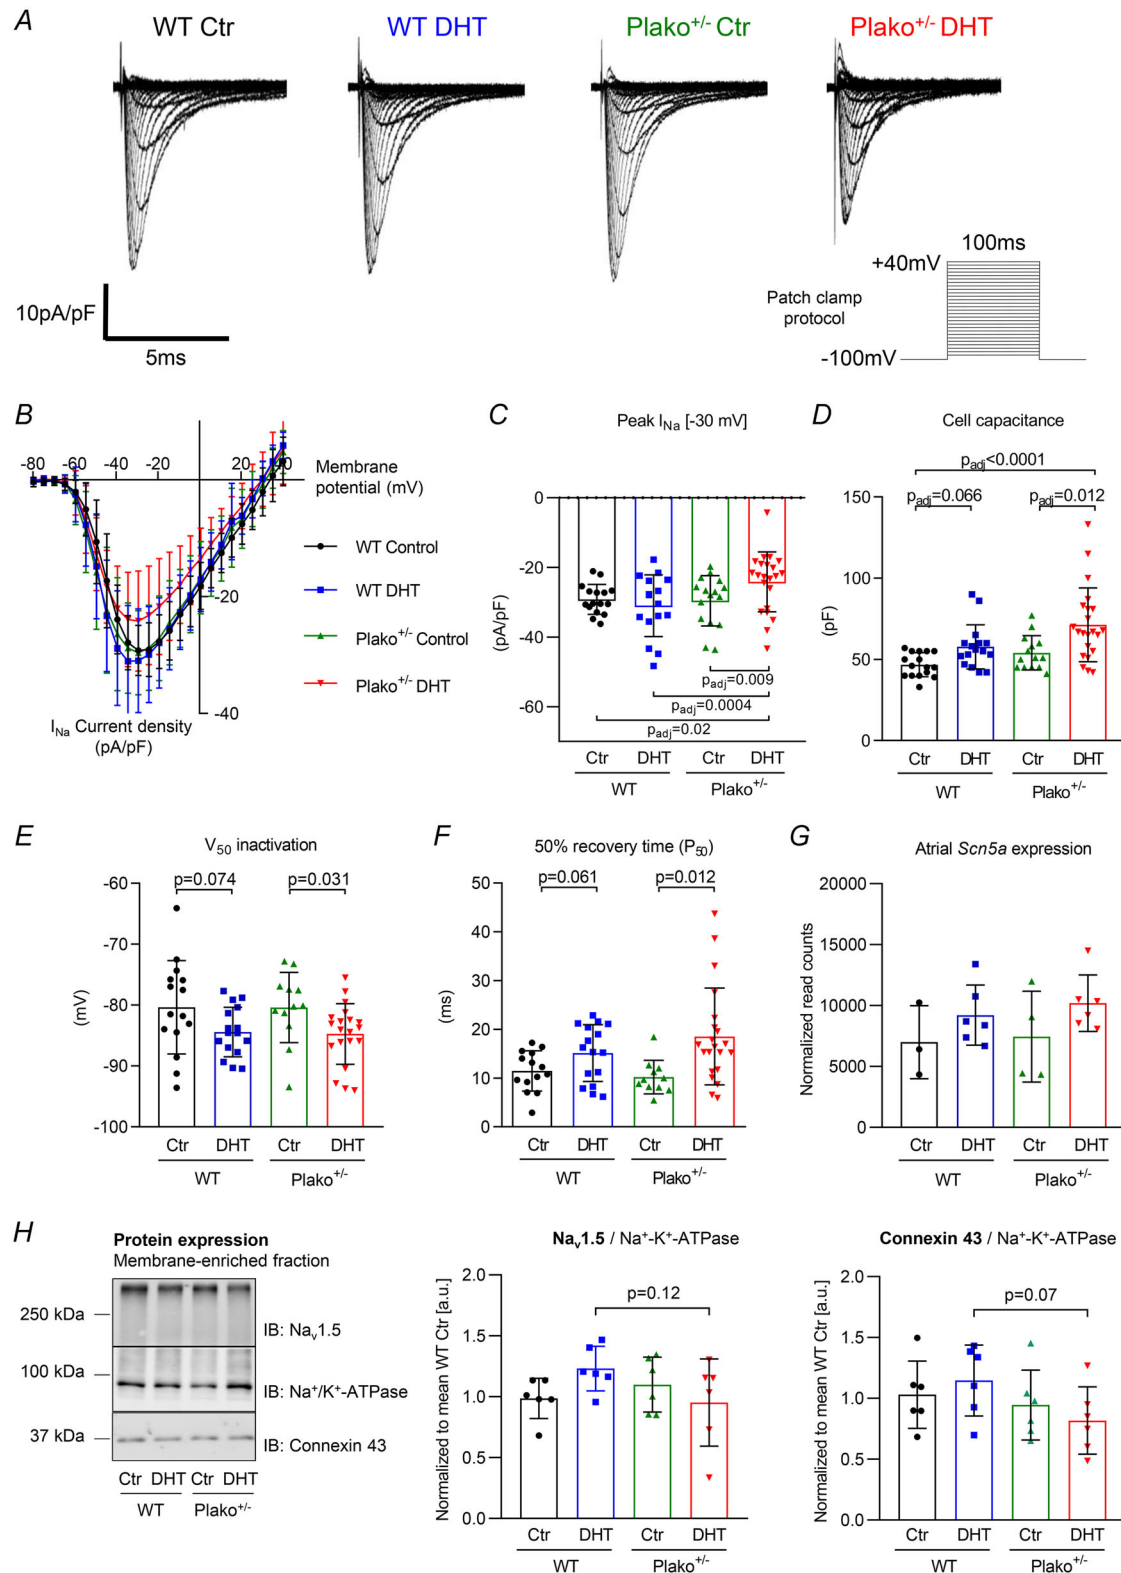 A
WT Ctr
WT DHT
Plako+/- Ctr
Plako+/- DHT
10pA/pF
5ms
100ms
+40mV
Patch clamp
protocol
-100mV
B
-80 -60 -40 -20 20 40
Membrane
potential (mV)
-20
-40
WT Control
WT DHT
Plako+/- Control
Plako+/- DHT
INa Current density
(pA/pF)
C
Peak INa [-30 mV]
0
-20
-40
-60
(pA/pF)
padj=0.009
padj=0.0004
padj=0.02
Ctr DHT Ctr DHT
WT Plako+/-
D
Cell capacitance
padj<0.0001
padj=0.066
padj=0.012
150
100
50
0
(pF)
Ctr DHT Ctr DHT
WT Plako+/-
E
V50 inactivation
p=0.074
p=0.031
-60
-70
-80
-90
-100
(mV)
Ctr DHT Ctr DHT
WT Plako+/-
F
50% recovery time (P50)
p=0.061
p=0.012
50
40
30
20
10
0
(ms)
Ctr DHT Ctr DHT
WT Plako+/-
G
Atrial Scn5a expression
20000
15000
10000
5000
0
Normalized read counts
Ctr DHT Ctr DHT
WT Plako+/-
H
Protein expression
Membrane-enriched fraction
250 kDa
IB: Nav1.5
100 kDa
IB: Na+/K+-ATPase
37 kDa
IB: Connexin 43
Ctr DHT Ctr DHT
WT Plako+/-
Nav1.5 / Na+-K+-ATPase
p=0.12
2.0
1.5
1.0
0.5
0.0
Normalized to mean WT Ctr [a.u.]
Ctr DHT Ctr DHT
WT Plako+/-
Connexin 43 / Na+-K+-ATPase
p=0.07
2.0
1.5
1.0
0.5
0.0
Normalized to mean WT Ctr [a.u.]
Ctr DHT Ctr DHT
WT Plako+/-